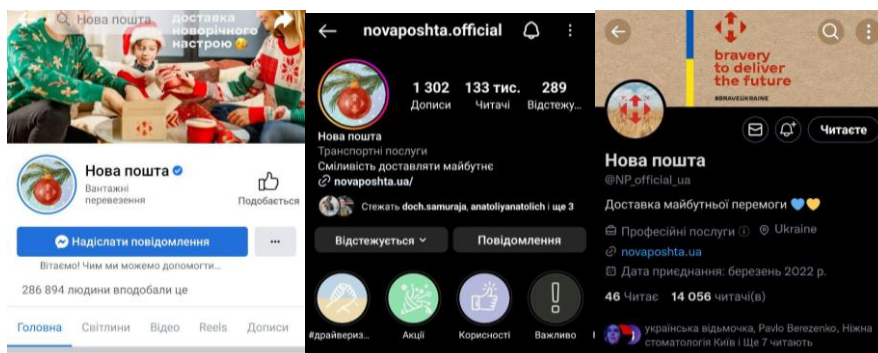 Нова пошта
доставка
новорічного
настрою
Нова пошта
Вантажні
перевезення
Подобається
Надіслати повідомлення
Вітаємо! Чим ми можемо допомогти...
286 894 людини вподобали це
Головна Світлини Відео Reels Дописи
novaposhta.official
1 302 133 тис. 289
Дописи Читачі Відстежу...
Нова пошта
Транспортні послуги
Сміливість доставляти майбутнє
novaposhta.ua/
Стежать doch.samuraja, anatoliyanatolich і ще 3
Відстежується Повідомлення
#драйвериз... Акції Корисності Важливо
bravery
to deliver
the future
#BRAVEUKRAINE
Читаєте
Нова пошта
@NP_official_ua
Доставка майбутньої перемоги 💙💛
Професійні послуги Ukraine
novaposhta.ua
Дата приєднання: березень 2022 р.
46 Читає 14 056 читачі(в)
українська відьмочка, Pavlo Berezenko, Ніжна
стоматологія Київ і Ще 7 читають